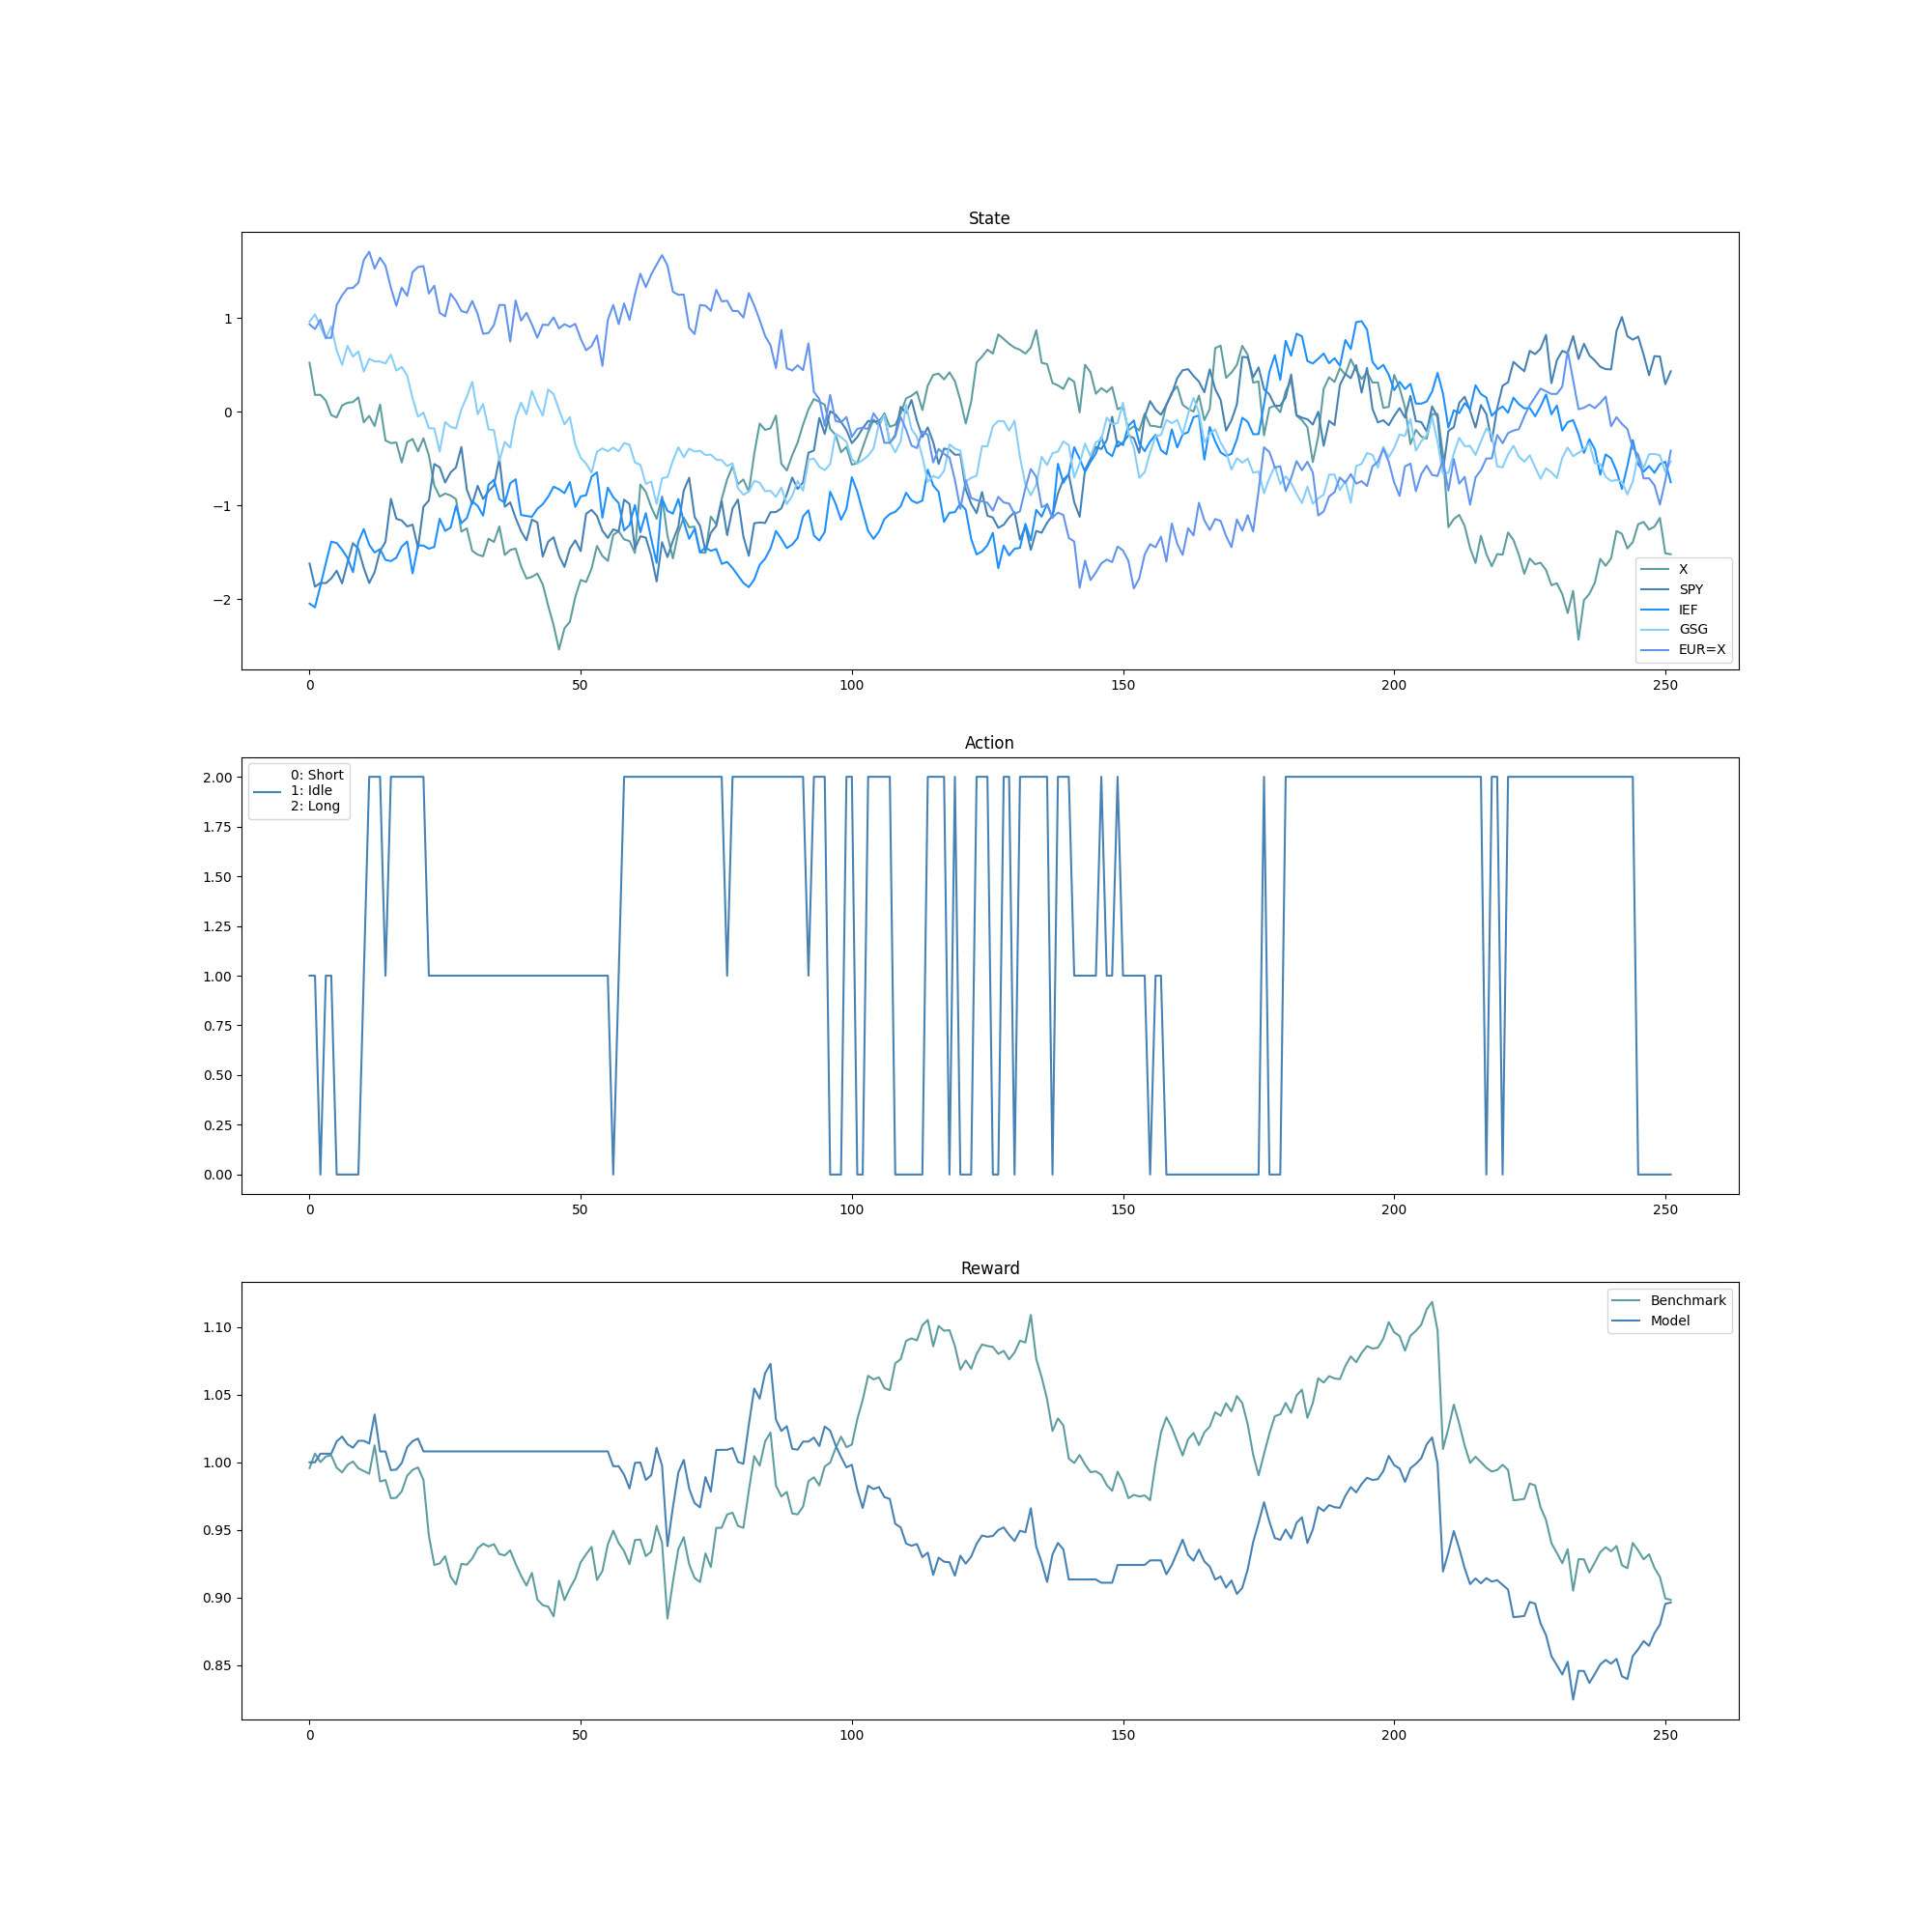 State
1
0
−1
−2
0 50 100 150 200 250
X
SPY
IEF
GSG
EUR=X
Action
2.00
1.75
1.50
1.25
1.00
0.75
0.50
0.25
0.00
0: Short
1: Idle
2: Long
0 50 100 150 200 250
Reward
1.10
1.05
1.00
0.95
0.90
0.85
Benchmark
Model
0 50 100 150 200 250